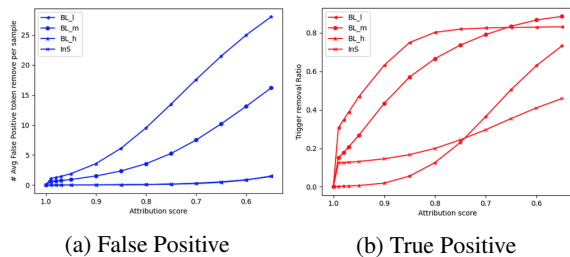 BL_l
BL_m
BL_h
InS
# Avg False Positive token remove per sample
25
20
15
10
5
0
1.0 0.9 0.8 0.7 0.6
Attribution score
(a) False Positive
BL_l
BL_m
BL_h
InS
Trigger removal Ratio
0.8
0.6
0.4
0.2
0.0
1.0 0.9 0.8 0.7 0.6
Attribution score
(b) True Positive